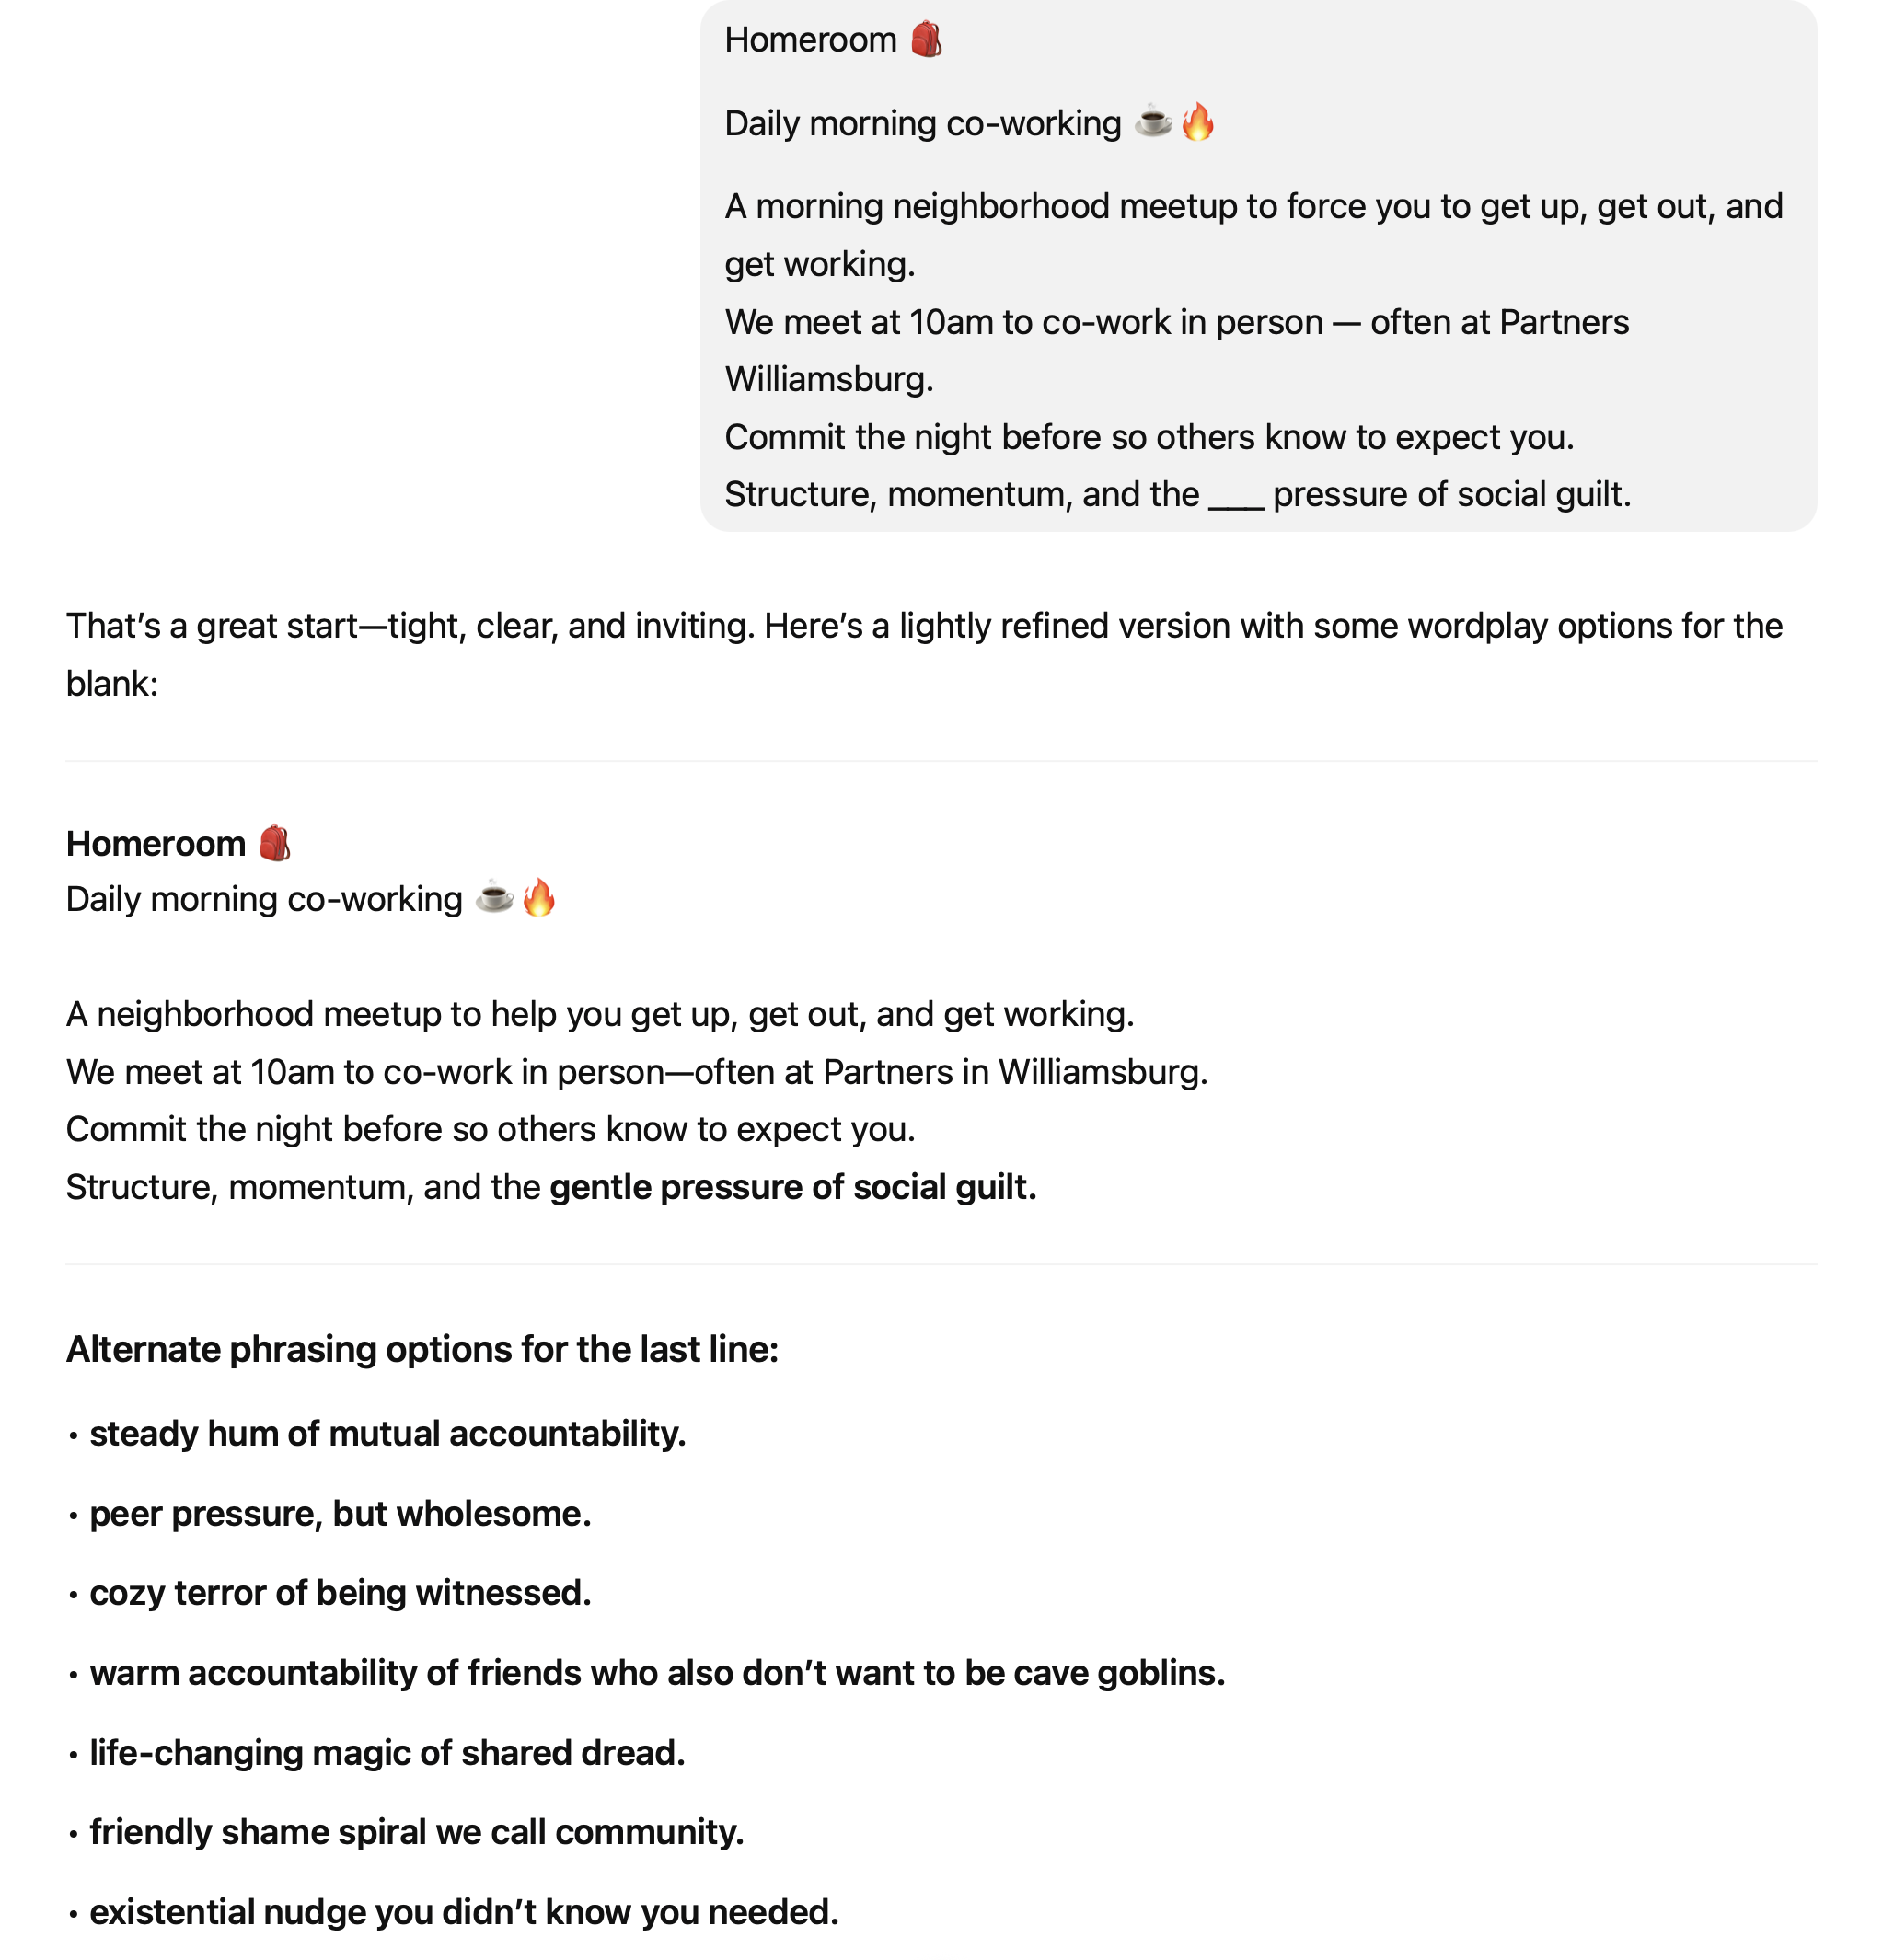 Homeroom 🎒
Daily morning co-working ☕🔥
A morning neighborhood meetup to force you to get up, get out, and
get working.
We meet at 10am to co-work in person — often at Partners
Williamsburg.
Commit the night before so others know to expect you.
Structure, momentum, and the ___ pressure of social guilt.
That’s a great start—tight, clear, and inviting. Here’s a lightly refined version with some wordplay options for the
blank:
Homeroom 🎒
Daily morning co-working ☕🔥
A neighborhood meetup to help you get up, get out, and get working.
We meet at 10am to co-work in person—often at Partners in Williamsburg.
Commit the night before so others know to expect you.
Structure, momentum, and the gentle pressure of social guilt.
Alternate phrasing options for the last line:
• steady hum of mutual accountability.
• peer pressure, but wholesome.
• cozy terror of being witnessed.
• warm accountability of friends who also don’t want to be cave goblins.
• life-changing magic of shared dread.
• friendly shame spiral we call community.
• existential nudge you didn’t know you needed.